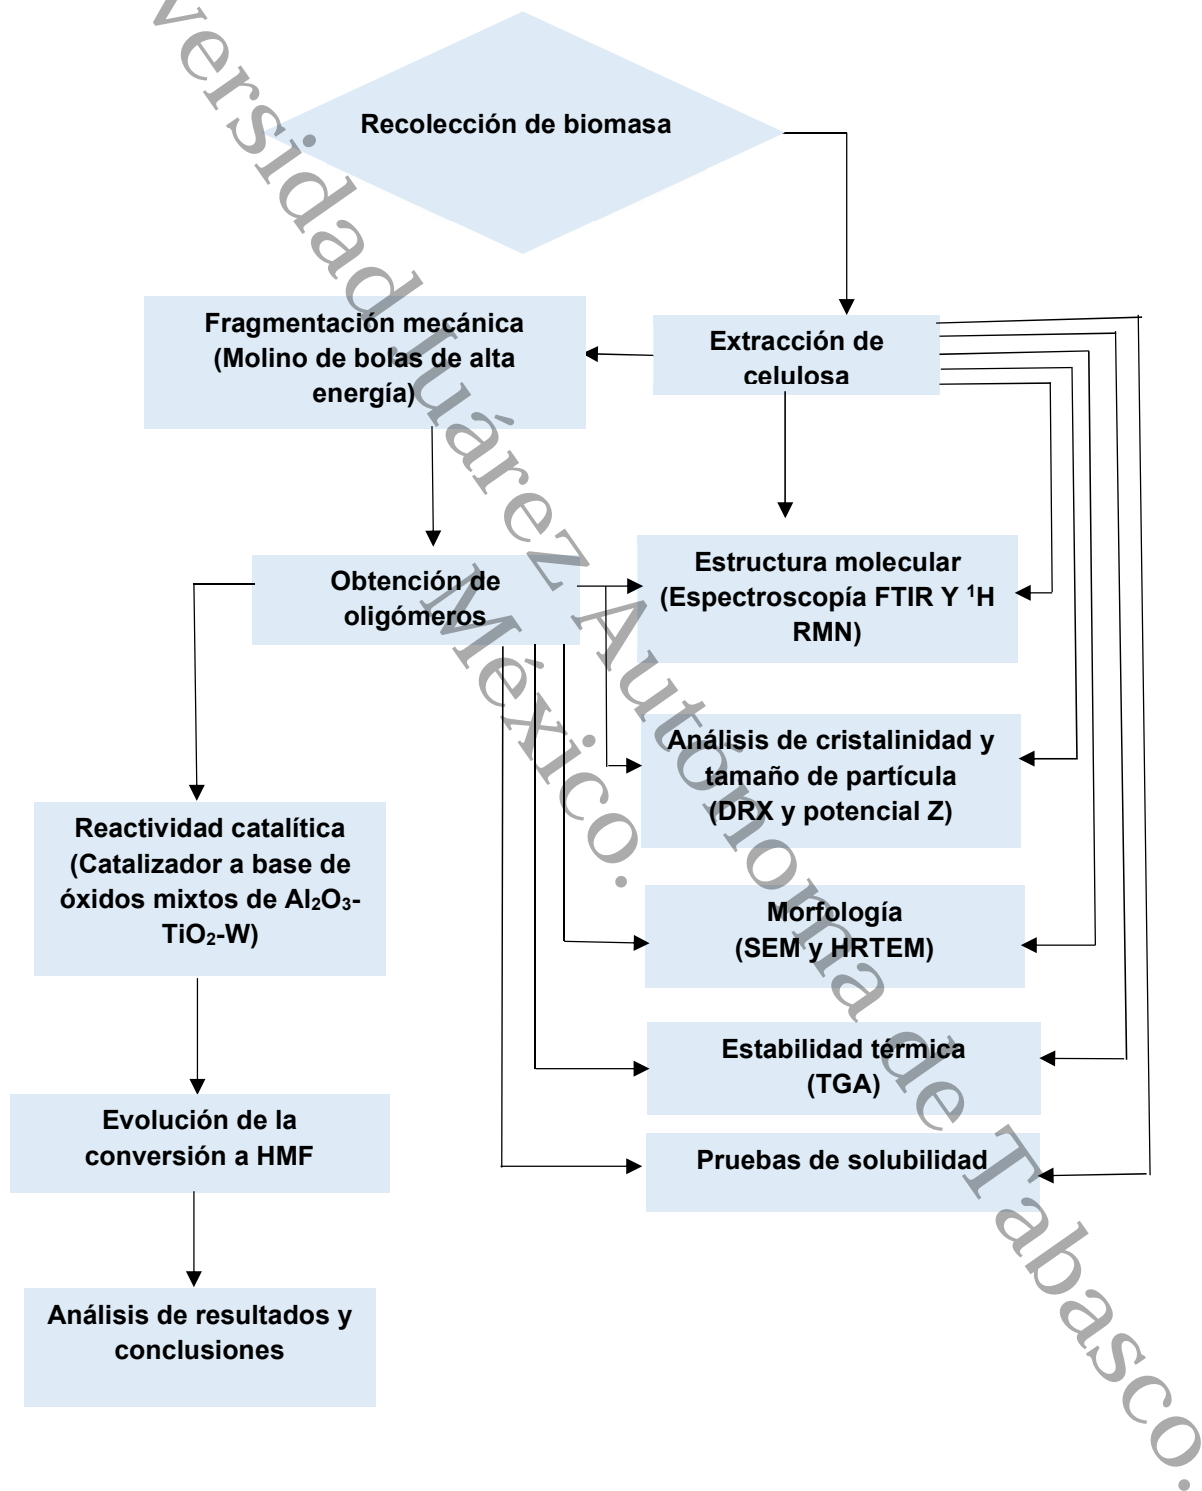 Recolección de biomasa
Fragmentación mecánica
(Molino de bolas de alta
energía)
Extracción de
celulosa
Obtención de
oligómeros
Estructura molecular
(Espectroscopía FTIR Y ¹H
RMN)
Análisis de cristalinidad y
tamaño de partícula
(DRX y potencial Z)
Reactividad catalítica
(Catalizador a base de
óxidos mixtos de Al₂O₃-
TiO₂-W)
Morfología
(SEM y HRTEM)
Estabilidad térmica
(TGA)
Evolución de la
conversión a HMF
Pruebas de solubilidad
Análisis de resultados y
conclusiones
versidad Juárez Autónoma de Tabasco.
México.